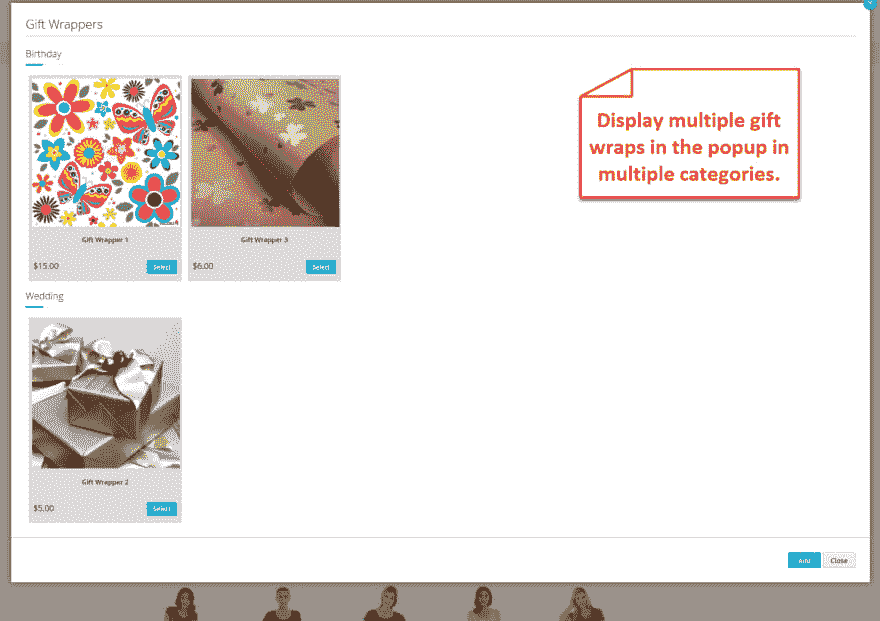 Gift Wrappers
Birthday
Display multiple gift
wraps in the popup in
multiple categories.
Gift Wrapper 1
Gift Wrapper 3
$15.00
Select
$6.00
Select
Wedding
Gift Wrapper 2
$5.00
Select
Add
Close